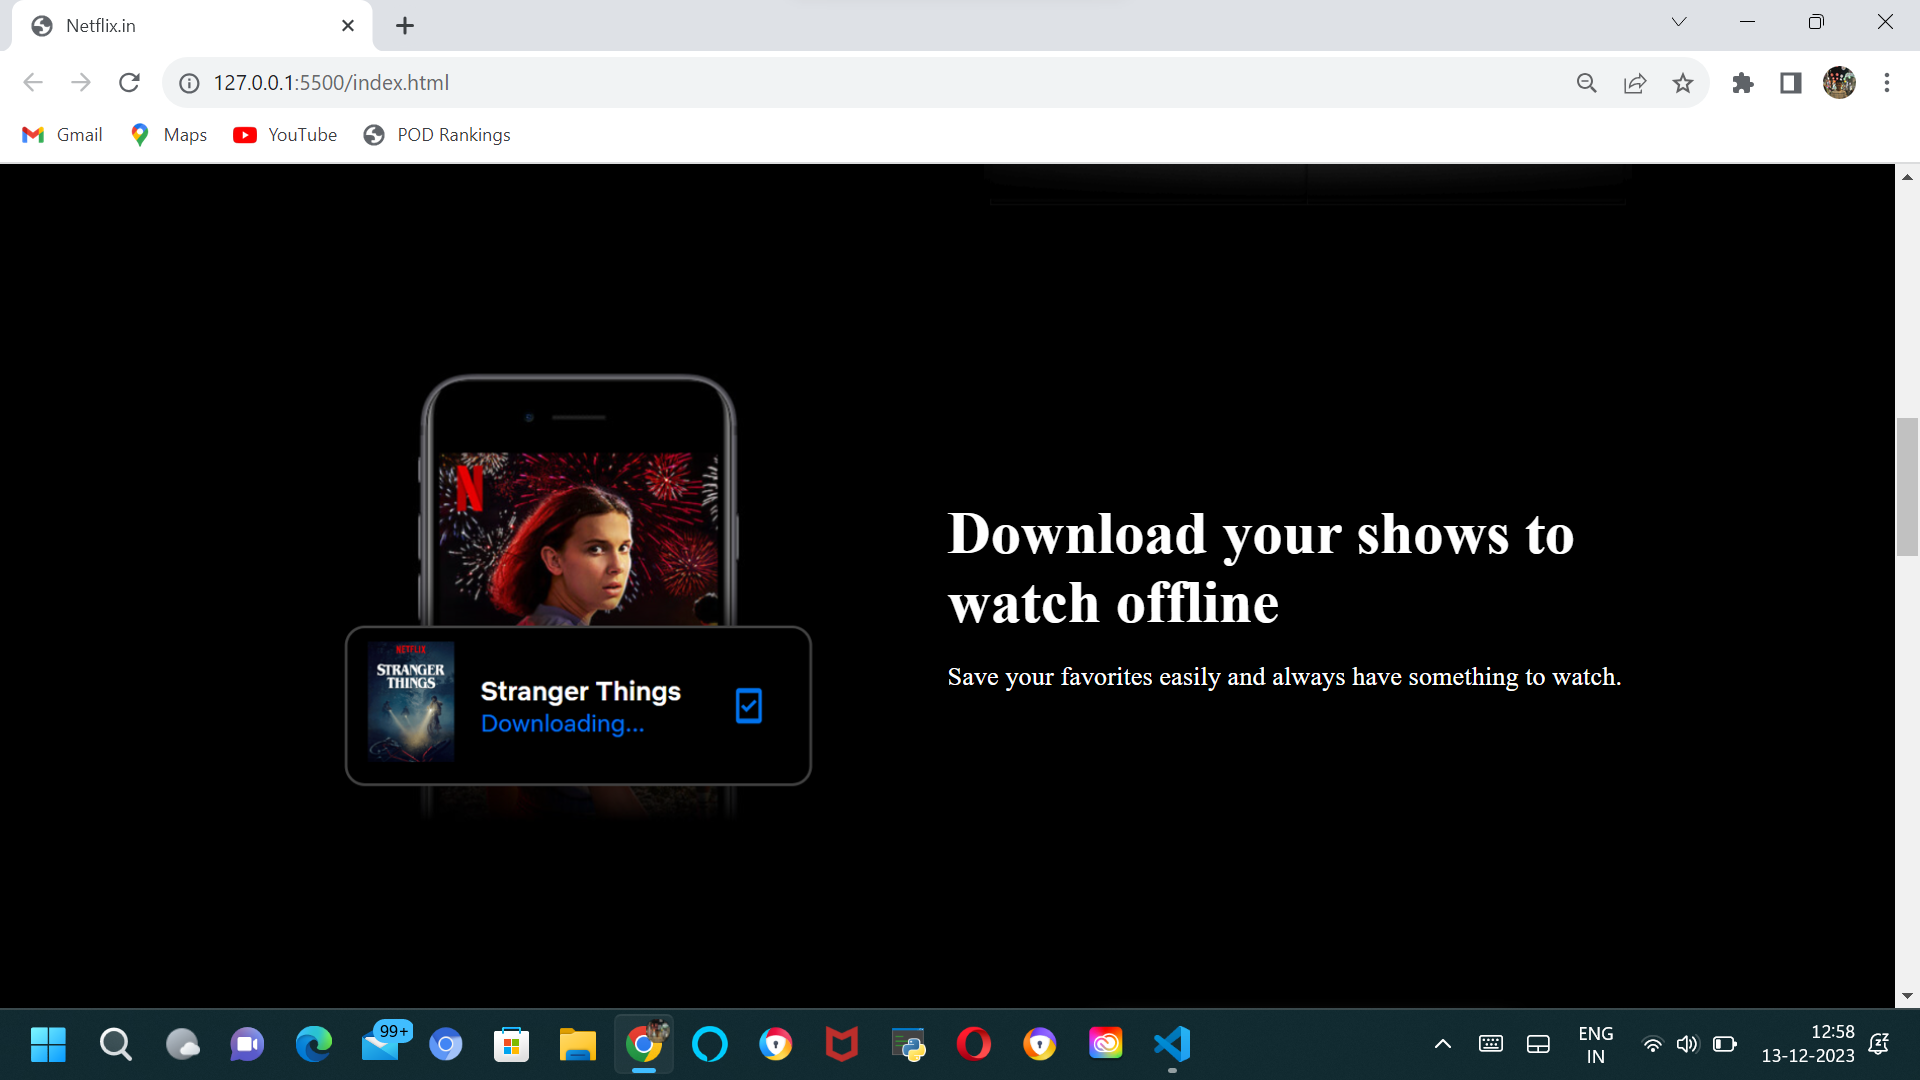 Netflix.in
127.0.0.1:5500/index.html
Gmail
Maps
YouTube
POD Rankings
N
Download your shows to
watch offline
Save your favorites easily and always have something to watch.
NETFLIX
STRANGER
THINGS
Stranger Things
Downloading...
99+
ENG
IN
12:58
13-12-2023